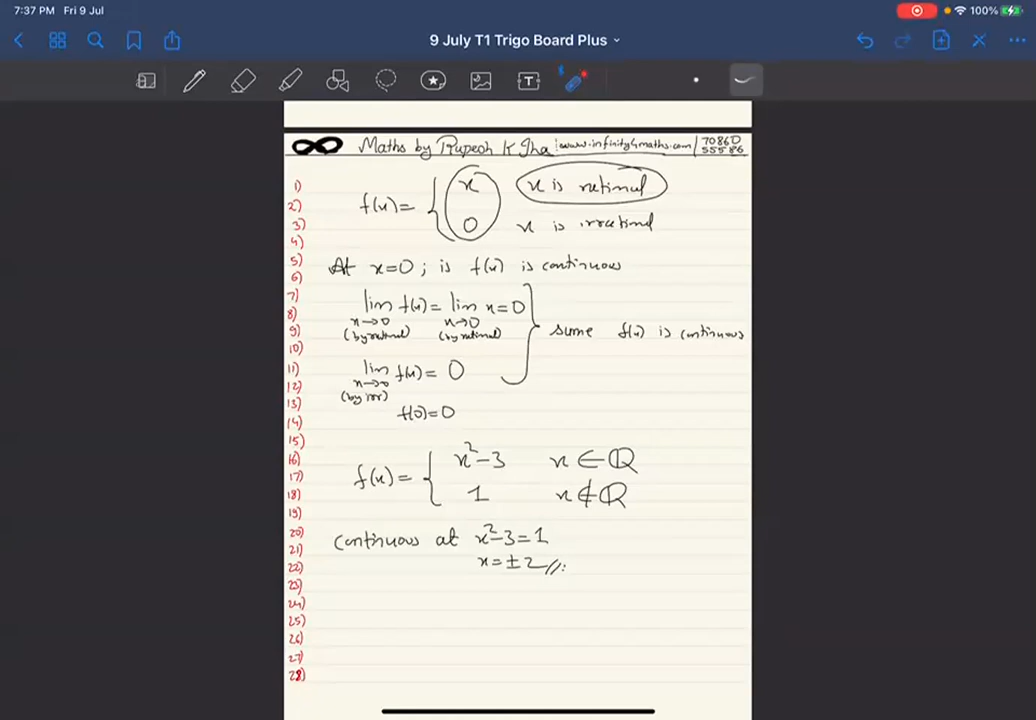 7:37 PM Fri 9 Jul
100%
9 July T1 Trigo Board Plus
Maths by Rupesh K Jha www.infinity4maths.com 70860 55586
1)
2)
3)
4)
5)
6)
7)
8)
9)
10)
11)
12)
13)
14)
15)
16)
17)
18)
19)
20)
21)
22)
23)
24)
25)
26)
27)
28)
f(x) = { x x is rational
0 x is irrational
At x=0; is f(x) is continuous
lim f(x) = lim x = 0
x→0 x→0
(by rational) (by rational)
same f(x) is continuous
lim f(x) = 0
x→0
(by irr)
f(0)=0
f(x) = { x²-3 x ∈ ℚ
1 x ∉ ℚ
continuous at x²-3=1
x=±2//.